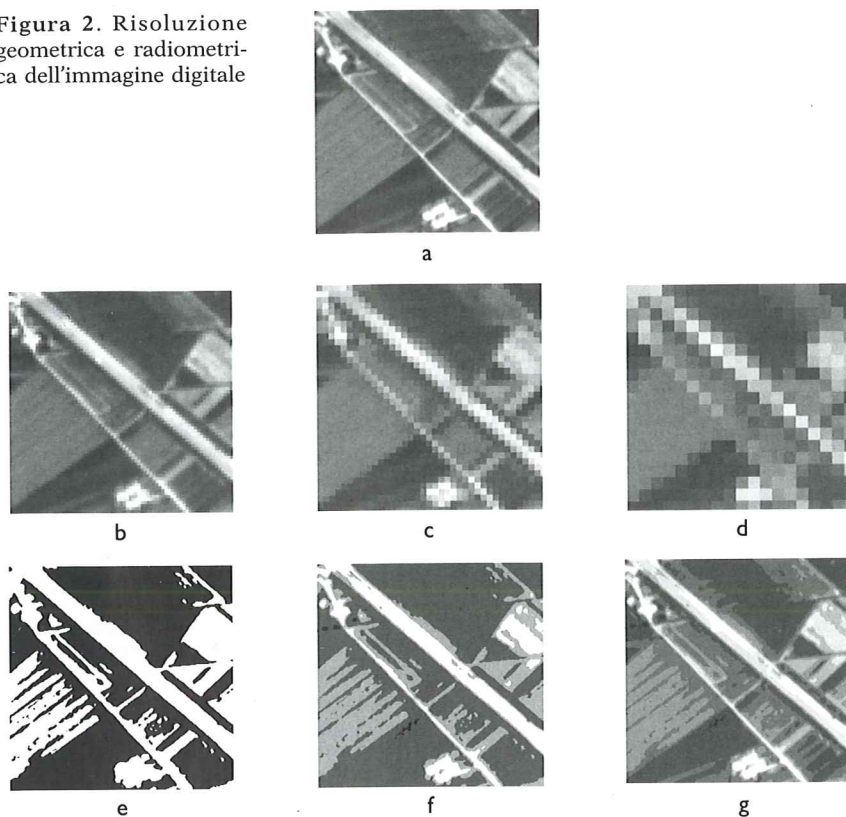 Figura 2. Risoluzione
geometrica e radiometri-
ca dell'immagine digitale
a
b
c
d
e
f
g